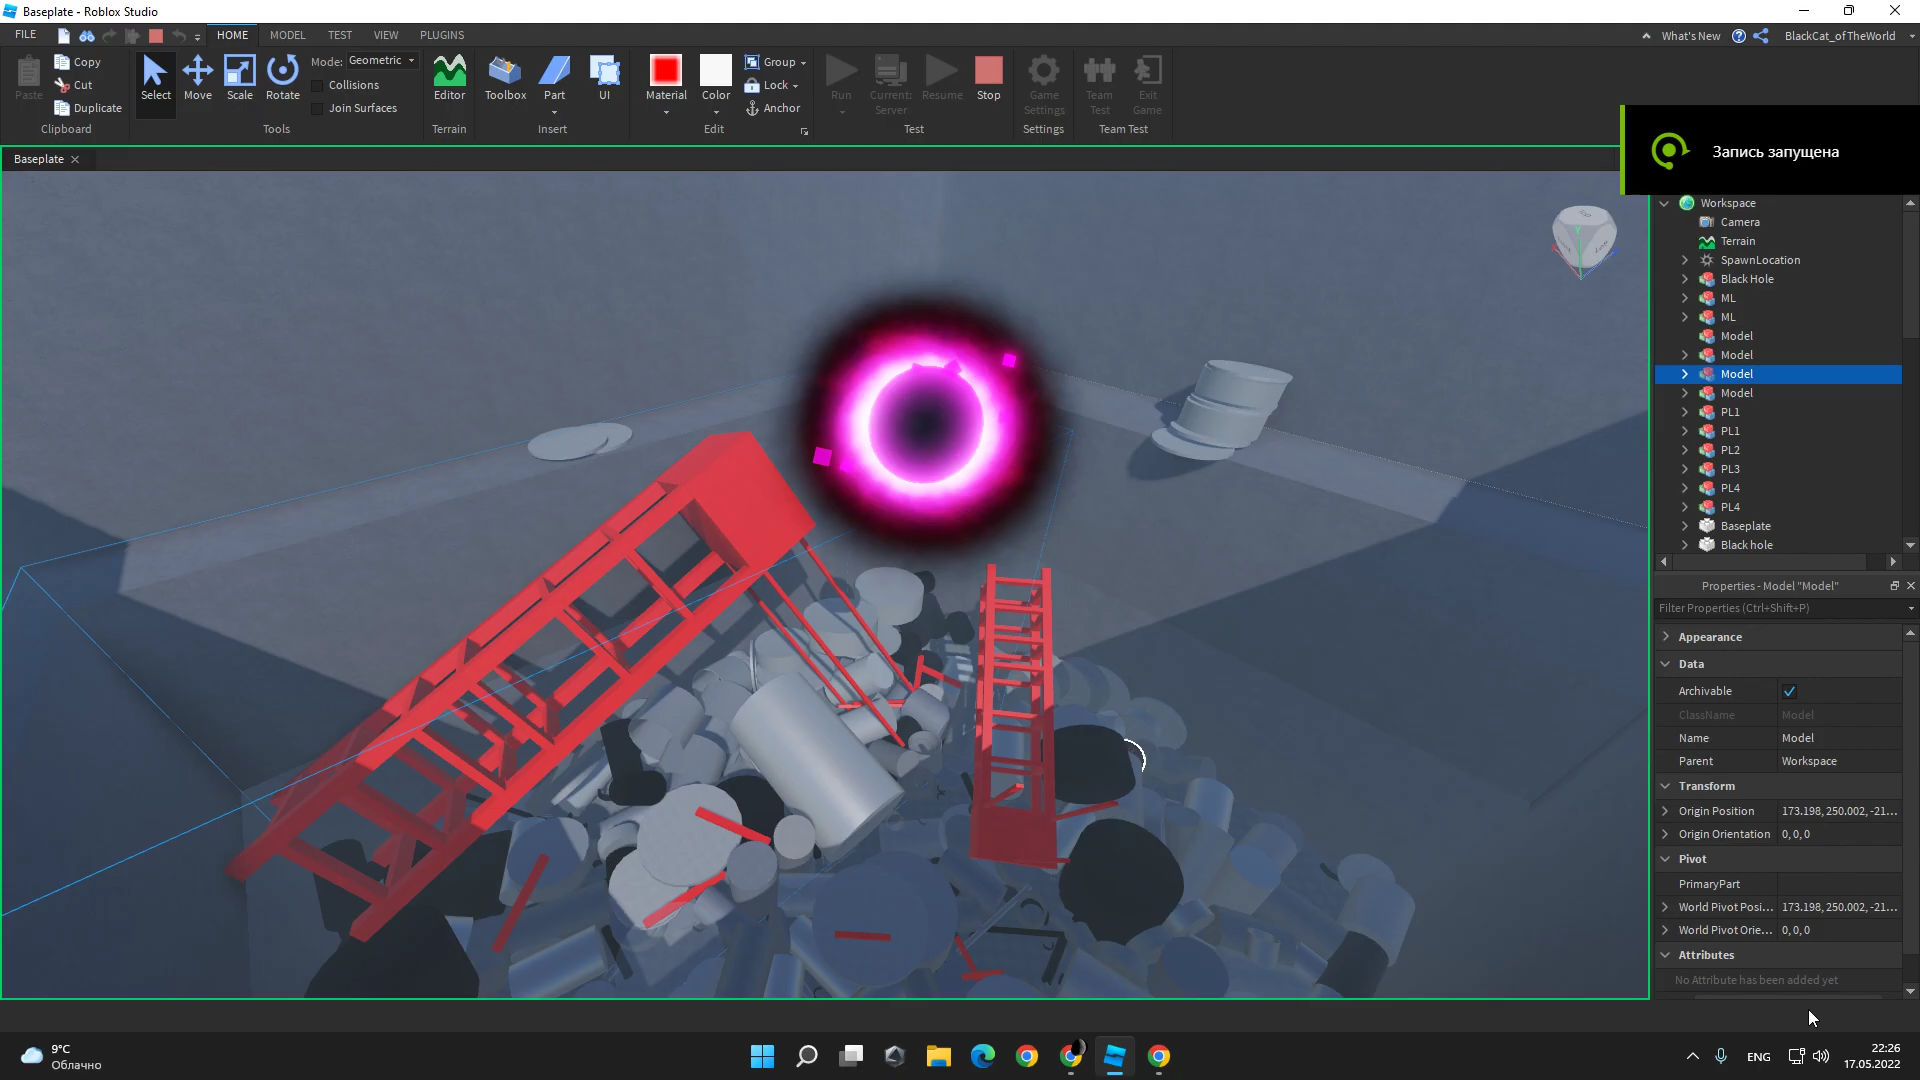 Baseplate - Roblox Studio
FILE
HOME
MODEL
TEST
VIEW
PLUGINS
What's New
BlackCat_ofTheWorld
Paste
Copy
Cut
Duplicate
Clipboard
Select
Move
Scale
Rotate
Mode: Geometric
Collisions
Join Surfaces
Tools
Editor
Terrain
Toolbox
Part
UI
Insert
Material
Color
Group
Lock
Anchor
Edit
Run
Current:
Server
Resume
Stop
Test
Game
Settings
Settings
Team
Test
Exit
Game
Team Test
Запись запущена
Baseplate
Workspace
Camera
Terrain
SpawnLocation
Black Hole
ML
ML
Model
Model
Model
Model
PL1
PL1
PL2
PL3
PL4
PL4
Baseplate
Black hole
Properties - Model "Model"
Filter Properties (Ctrl+Shift+P)
Appearance
Data
Archivable
ClassName Model
Name Model
Parent Workspace
Transform
Origin Position 173.198, 250.002, -21...
Origin Orientation 0, 0, 0
Pivot
PrimaryPart
World Pivot Posi... 173.198, 250.002, -21...
World Pivot Orie... 0, 0, 0
Attributes
No Attribute has been added yet
9°C
Облачно
ENG
22:26
17.05.2022